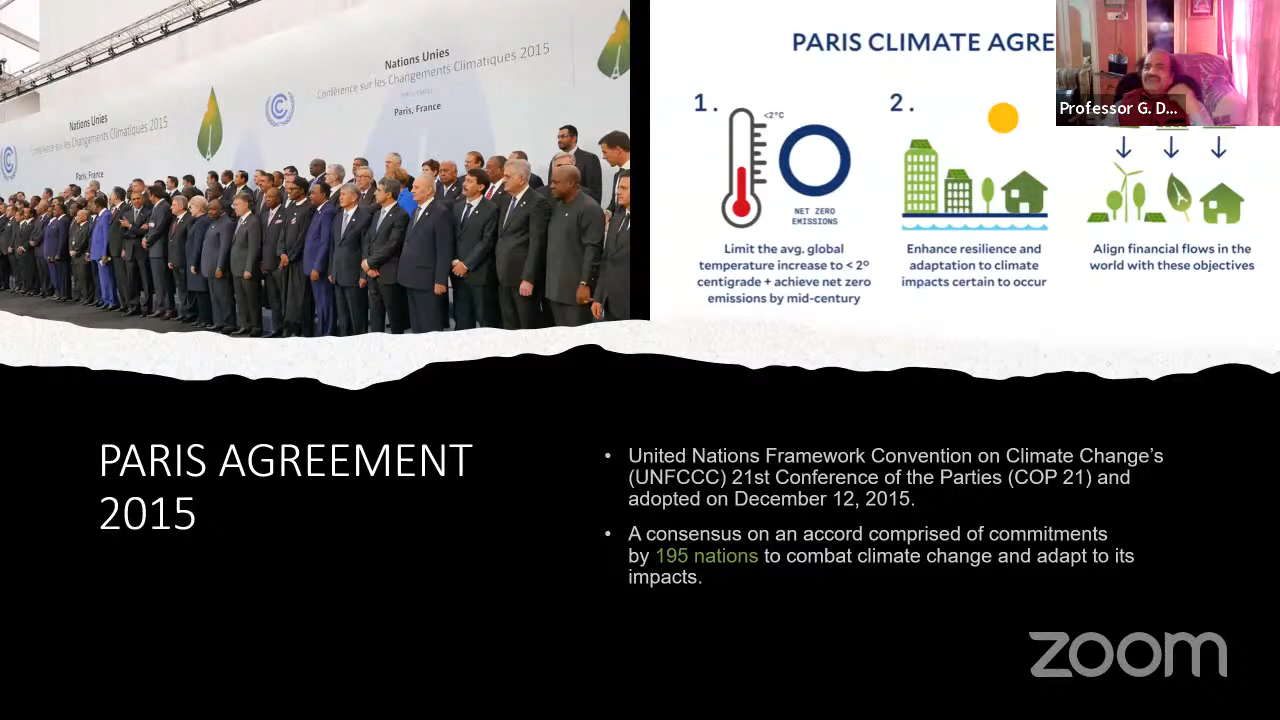 Nations Unies
Conférence sur les Changements Climatiques 2015
Paris, France
Nations Unies
Conférence sur les Changements Climatiques 2015
Paris, France
PARIS CLIMATE AGRE
Professor G. D...
1.
<2°C
NET ZERO
EMISSIONS
Limit the avg. global
temperature increase to < 2°
centigrade + achieve net zero
emissions by mid-century
2.
Enhance resilience and
adaptation to climate
impacts certain to occur
Align financial flows in the
world with these objectives
PARIS AGREEMENT
2015
• United Nations Framework Convention on Climate Change's
(UNFCCC) 21st Conference of the Parties (COP 21) and
adopted on December 12, 2015.
• A consensus on an accord comprised of commitments
by 195 nations to combat climate change and adapt to its
impacts.
zoom